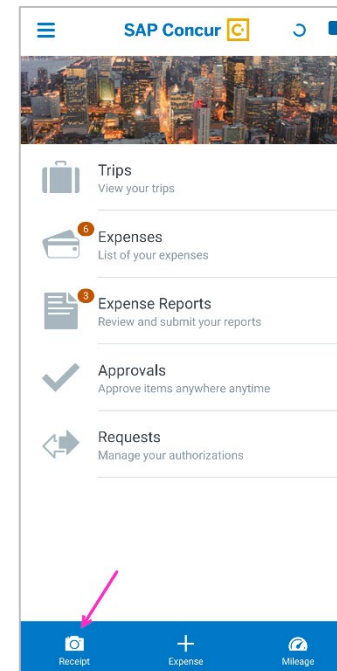 SAP Concur C
Trips
View your trips
6
Expenses
List of your expenses
3
Expense Reports
Review and submit your reports
Approvals
Approve items anywhere anytime
Requests
Manage your authorizations
Receipt
Expense
Mileage